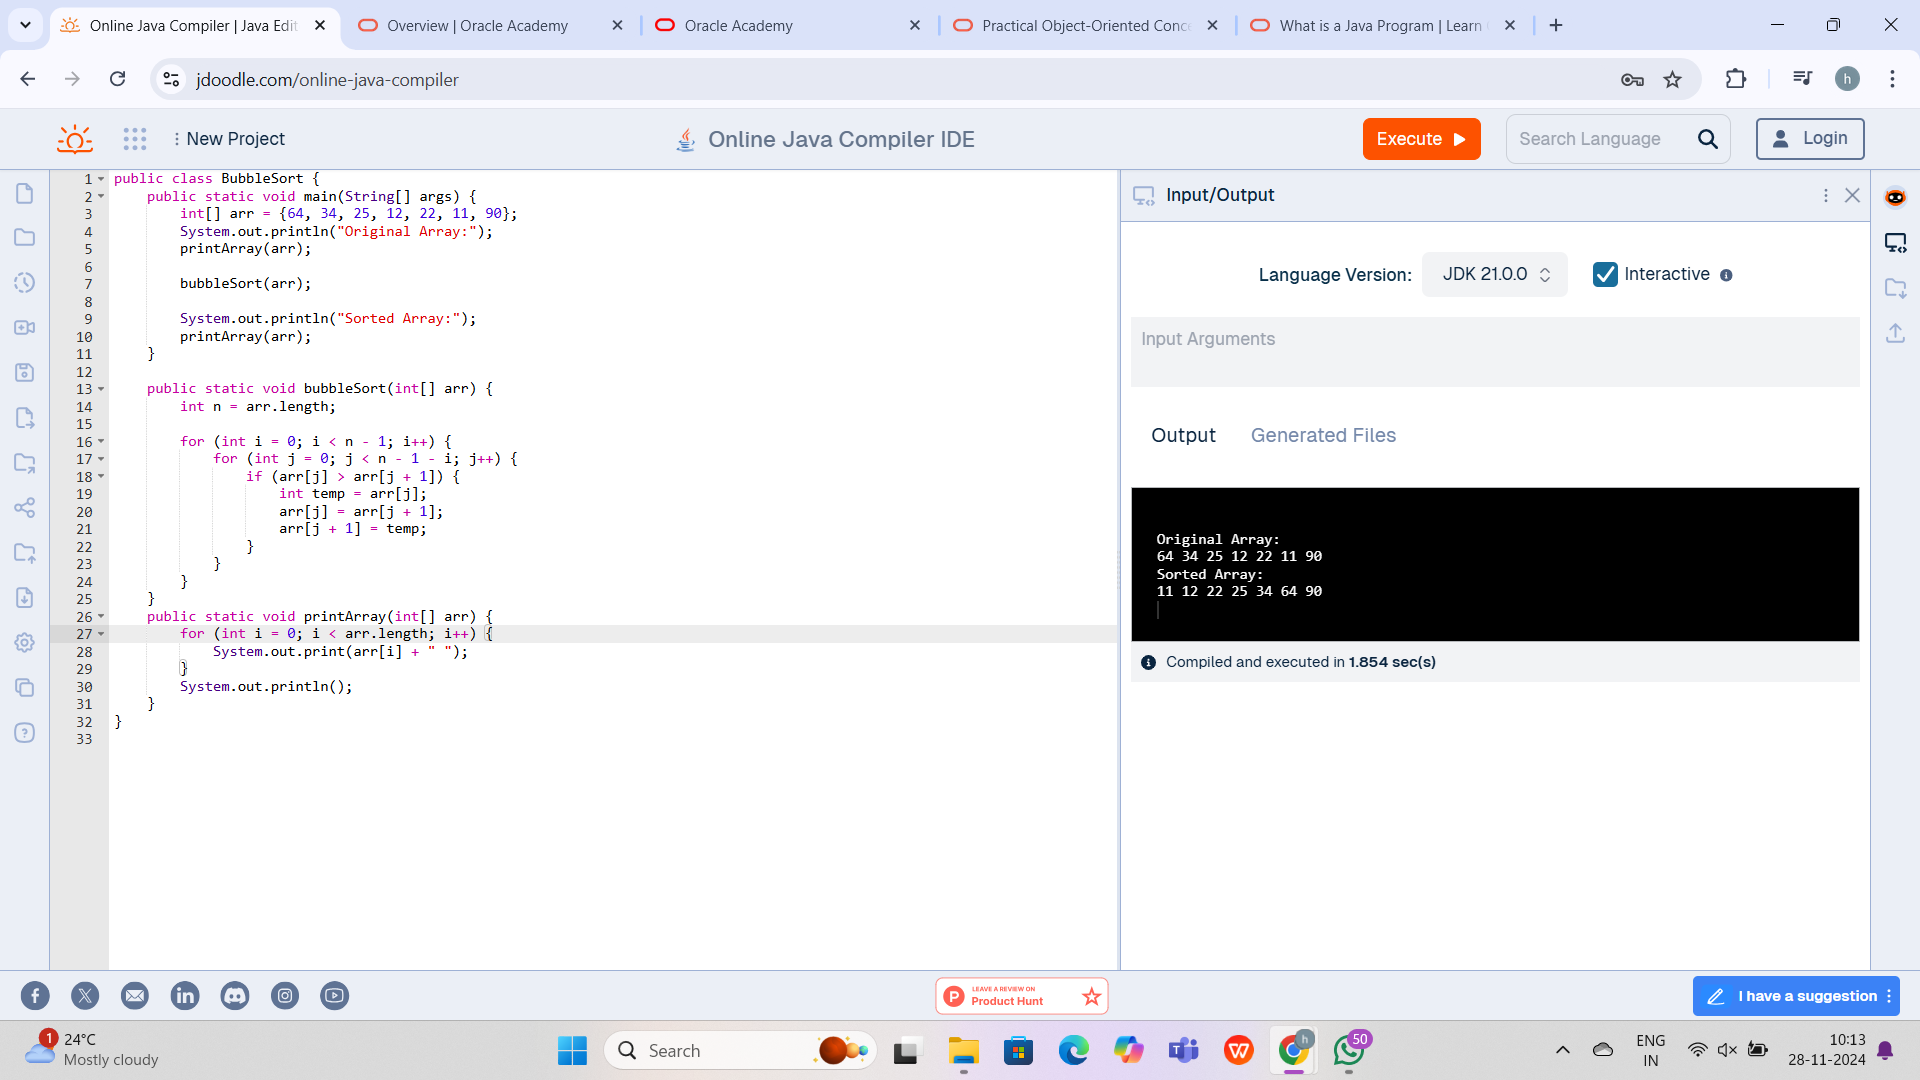 Online Java Compiler | Java Edit
Overview | Oracle Academy
Oracle Academy
Practical Object-Oriented Conce
What is a Java Program | Learn
jdoodle.com/online-java-compiler
h
New Project
Online Java Compiler IDE
Execute
Search Language
Login
1 public class BubbleSort {
2 public static void main(String[] args) {
3 int[] arr = {64, 34, 25, 12, 22, 11, 90};
4 System.out.println("Original Array:");
5 printArray(arr);
6
7 bubbleSort(arr);
8
9 System.out.println("Sorted Array:");
10 printArray(arr);
11 }
12
13 public static void bubbleSort(int[] arr) {
14 int n = arr.length;
15
16 for (int i = 0; i < n - 1; i++) {
17 for (int j = 0; j < n - 1 - i; j++) {
18 if (arr[j] > arr[j + 1]) {
19 int temp = arr[j];
20 arr[j] = arr[j + 1];
21 arr[j + 1] = temp;
22 }
23 }
24 }
25 }
26 public static void printArray(int[] arr) {
27 for (int i = 0; i < arr.length; i++) {
28 System.out.print(arr[i] + " ");
29 }
30 System.out.println();
31 }
32 }
33
Input/Output
Language Version: JDK 21.0.0 Interactive
Input Arguments
Output Generated Files
Original Array:
64 34 25 12 22 11 90
Sorted Array:
11 12 22 25 34 64 90
Compiled and executed in 1.854 sec(s)
LEAVE A REVIEW ON
Product Hunt
I have a suggestion
1
24°C
Mostly cloudy
Search
h
50
ENG
IN
10:13
28-11-2024